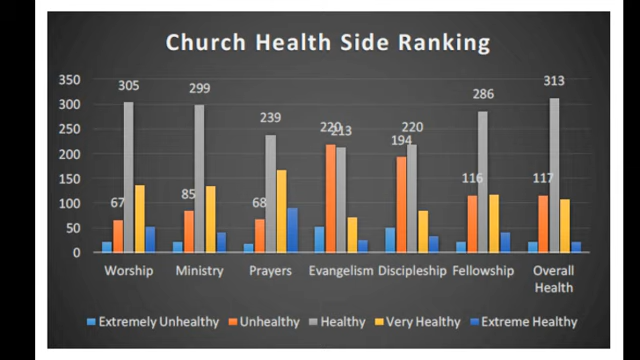 Church Health Side Ranking
350
300
250
200
150
100
50
0
305
67
299
85
239
68
220
213
194
220
286
116
313
117
Worship
Ministry
Prayers
Evangelism
Discipleship
Fellowship
Overall
Health
Extremely Unhealthy
Unhealthy
Healthy
Very Healthy
Extreme Healthy